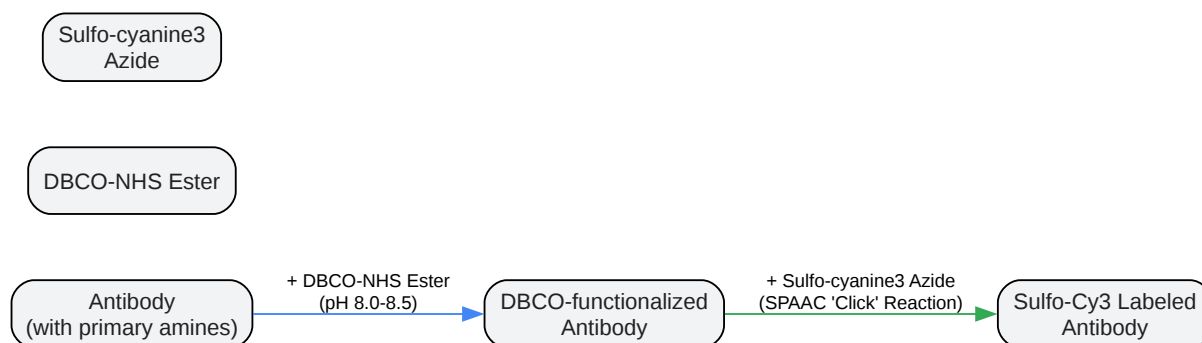 Sulfo-cyanine3
Azide
DBCO-NHS Ester
+ DBCO-NHS Ester
(pH 8.0-8.5)
+ Sulfo-cyanine3 Azide
(SPAAC 'Click' Reaction)
Antibody
(with primary amines)
DBCO-functionalized
Antibody
Sulfo-Cy3 Labeled
Antibody